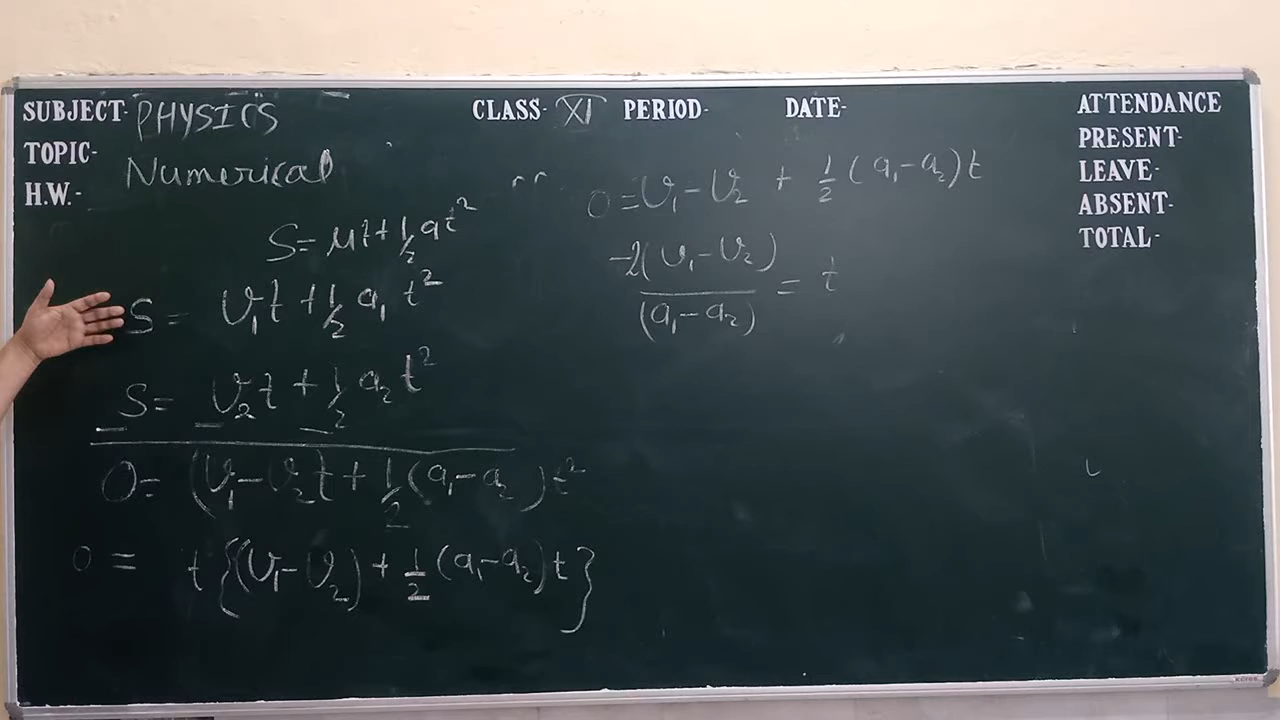 SUBJECT- PHYSICS
CLASS- XI PERIOD- DATE-
TOPIC- Numerical
H.W.-
S = ut + 1/2 at²
S = v₁t + 1/2 a₁ t²
S = v₂t + 1/2 a₂ t²
0 = (v₁ - v₂)t + 1/2 (a₁ - a₂) t²
0 = t{(v₁ - v₂) + 1/2 (a₁ - a₂)t}
0 = v₁ - v₂ + 1/2 (a₁ - a₂)t
-2(v₁ - v₂)/(a₁ - a₂) = t
ATTENDANCE
PRESENT-
LEAVE-
ABSENT-
TOTAL-